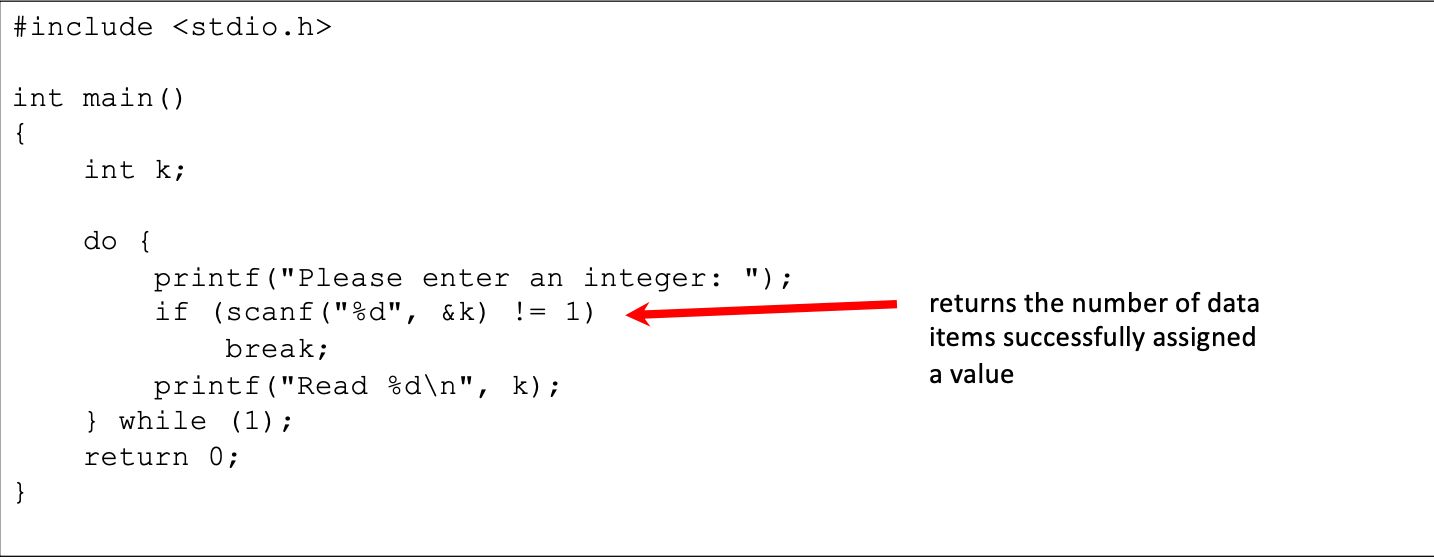 #include <stdio.h>
int main()
{
int k;
do {
printf("Please enter an integer: ");
if (scanf("%d", &k) != 1)
break;
printf("Read %d\n", k);
} while (1);
return 0;
}
returns the number of data
items successfully assigned
a value